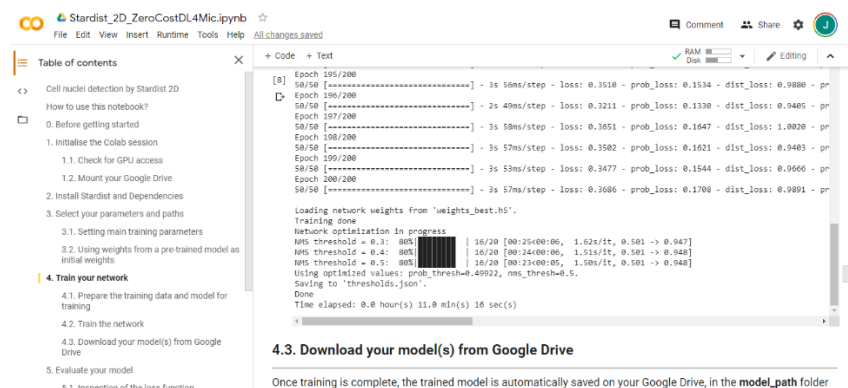 CO Stardist_2D_ZeroCostDL4Mic.ipynb
Comment Share J
File Edit View Insert Runtime Tools Help All changes saved
Table of contents
Cell nuclei detection by Stardist 2D
How to use this notebook?
0. Before getting started
1. Initialise the Colab session
1.1. Check for GPU access
1.2. Mount your Google Drive
2. Install Stardist and Dependencies
3. Select your parameters and paths
3.1. Setting main training parameters
3.2. Using weights from a pre-trained model as
initial weights
4. Train your network
4.1. Prepare the training data and model for
training
4.2. Train the network
4.3. Download your model(s) from Google
Drive
5. Evaluate your model
5.1. Inspection of the loss function
+ Code + Text
RAM
Disk
Editing
[8]
Epoch 195/200
50/50 [==============================] - 3s 56ms/step - loss: 0.3510 - prob_loss: 0.1534 - dist_loss: 0.9880 - pr
Epoch 196/200
50/50 [==============================] - 2s 49ms/step - loss: 0.3211 - prob_loss: 0.1330 - dist_loss: 0.9405 - pr
Epoch 197/200
50/50 [==============================] - 3s 58ms/step - loss: 0.3651 - prob_loss: 0.1647 - dist_loss: 1.0020 - pr
Epoch 198/200
50/50 [==============================] - 3s 57ms/step - loss: 0.3502 - prob_loss: 0.1621 - dist_loss: 0.9403 - pr
Epoch 199/200
50/50 [==============================] - 3s 53ms/step - loss: 0.3477 - prob_loss: 0.1544 - dist_loss: 0.9666 - pr
Epoch 200/200
50/50 [==============================] - 3s 57ms/step - loss: 0.3686 - prob_loss: 0.1708 - dist_loss: 0.9891 - pr
Loading network weights from 'weights_best.h5'.
Training done
Network optimization in progress
NMS threshold = 0.3: 80%|████████ | 16/20 [00:25<00:06, 1.62s/it, 0.501 -> 0.947]
NMS threshold = 0.4: 80%|████████ | 16/20 [00:24<00:06, 1.51s/it, 0.501 -> 0.948]
NMS threshold = 0.5: 80%|████████ | 16/20 [00:23<00:05, 1.50s/it, 0.501 -> 0.948]
Using optimized values: prob_thresh=0.49922, nms_thresh=0.5.
Saving to 'thresholds.json'.
Done
Time elapsed: 0.0 hour(s) 11.0 min(s) 16 sec(s)
4.3. Download your model(s) from Google Drive
Once training is complete, the trained model is automatically saved on your Google Drive, in the model_path folder